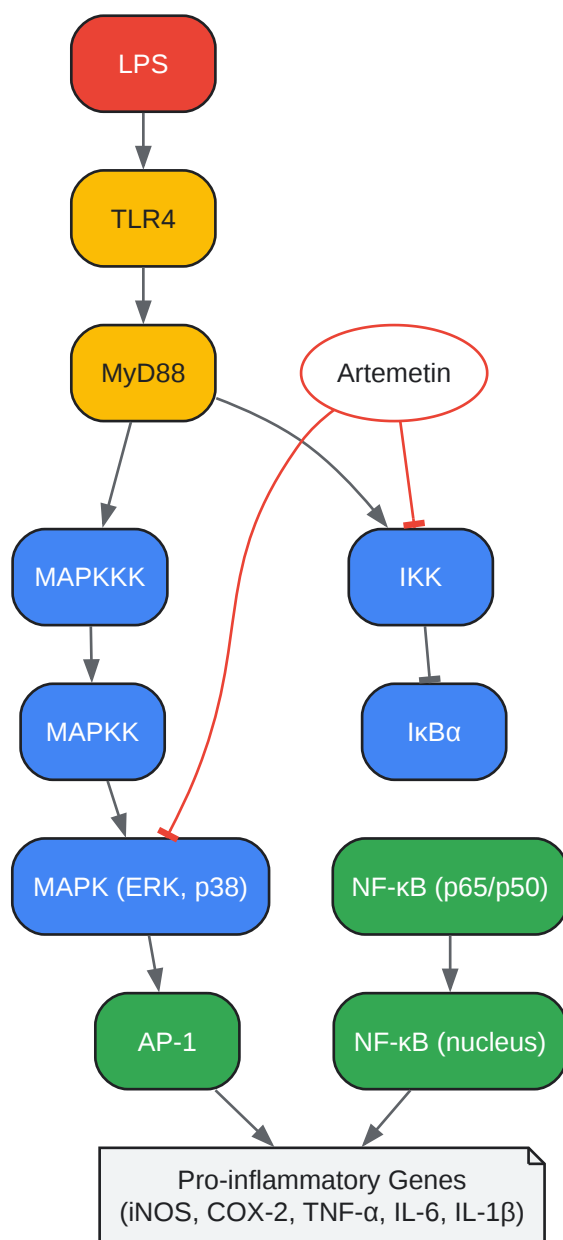 LPS
TLR4
MyD88
Artemetin
MAPKKK
IKK
MAPKK
IκBα
MAPK (ERK, p38)
NF-κB (p65/p50)
AP-1
NF-κB (nucleus)
Pro-inflammatory Genes
(iNOS, COX-2, TNF-α, IL-6, IL-1β)